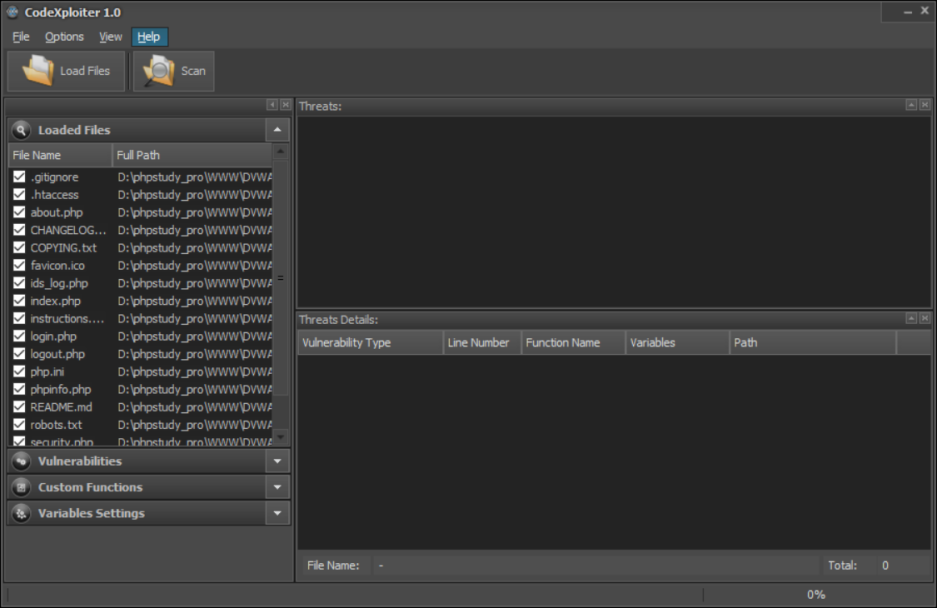 CodeXploiter 1.0
File Options View Help
Load Files Scan
Loaded Files
File Name Full Path
.gitignore D:\phpstudy_pro\WWW\DVWA
.htaccess D:\phpstudy_pro\WWW\DVWA
about.php D:\phpstudy_pro\WWW\DVWA
CHANGELOG... D:\phpstudy_pro\WWW\DVWA
COPYING.txt D:\phpstudy_pro\WWW\DVWA
favicon.ico D:\phpstudy_pro\WWW\DVWA
ids_log.php D:\phpstudy_pro\WWW\DVWA
index.php D:\phpstudy_pro\WWW\DVWA
instructions.... D:\phpstudy_pro\WWW\DVWA
login.php D:\phpstudy_pro\WWW\DVWA
logout.php D:\phpstudy_pro\WWW\DVWA
php.ini D:\phpstudy_pro\WWW\DVWA
phpinfo.php D:\phpstudy_pro\WWW\DVWA
README.md D:\phpstudy_pro\WWW\DVWA
robots.txt D:\phpstudy_pro\WWW\DVWA
security.php D:\phpstudy_pro\WWW\DVWA
Vulnerabilities
Custom Functions
Variables Settings
Threats:
Threats Details:
Vulnerability Type Line Number Function Name Variables Path
File Name: - Total: 0
0%